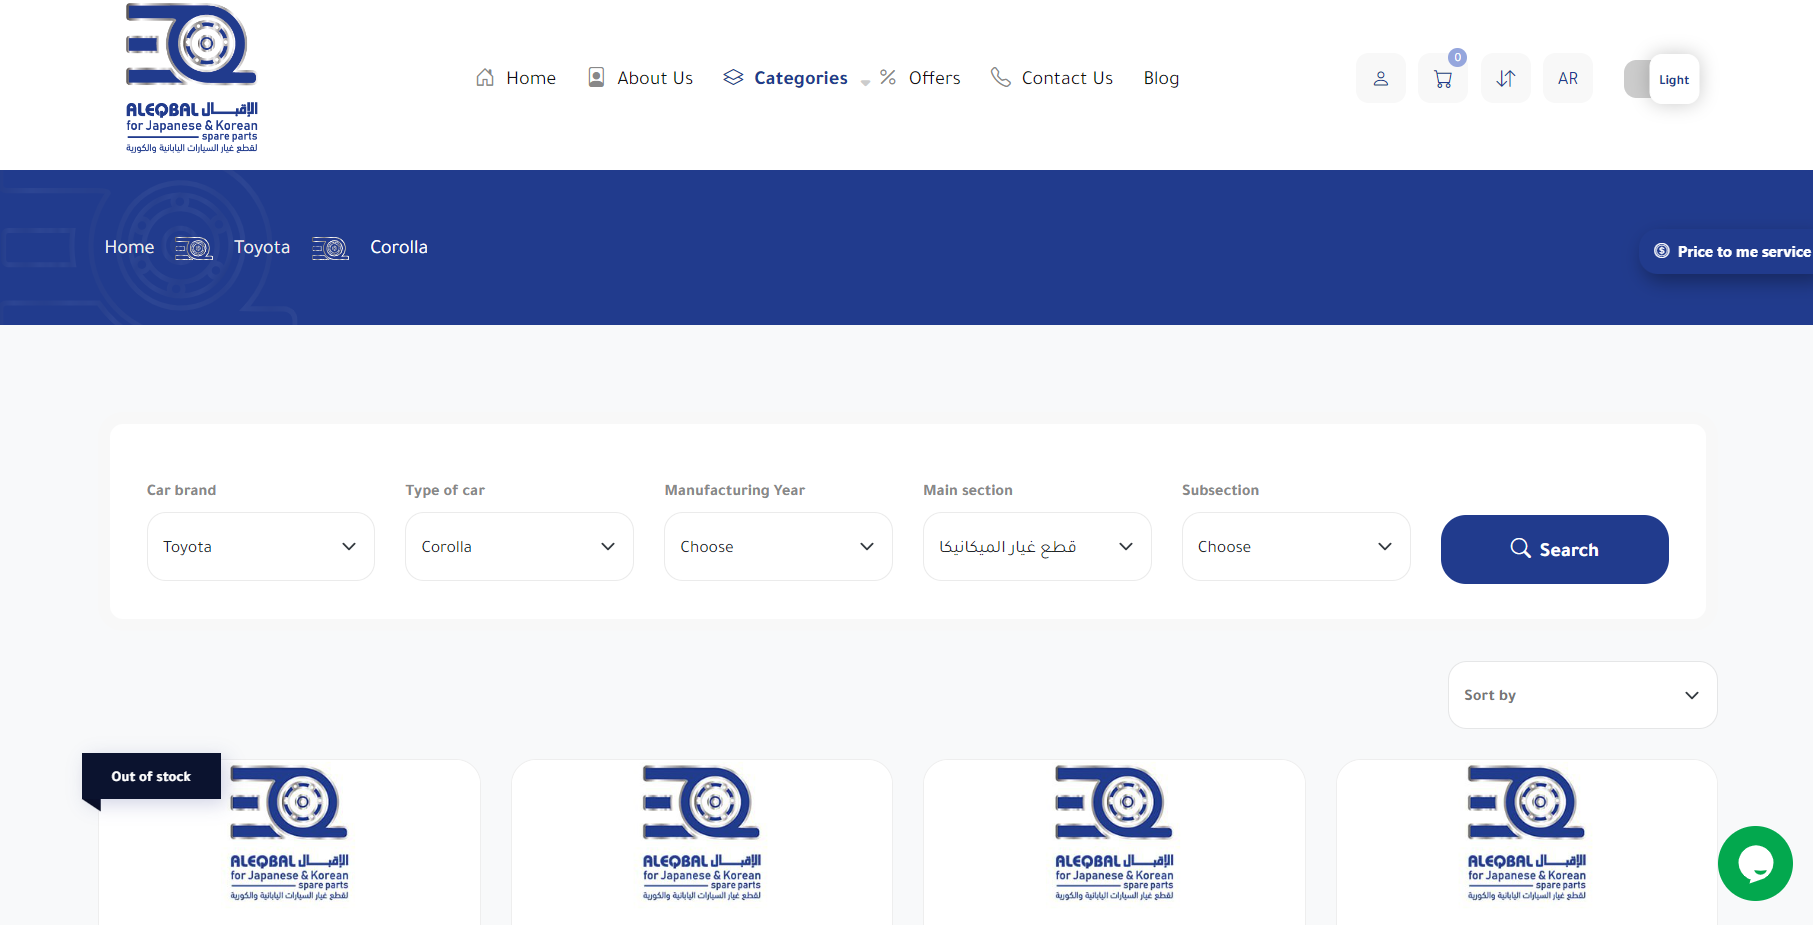 ALEQBAL الإقبال
for Japanese & Korean
spare parts
لقطع غيار السيارات اليابانية والكورية
Home
About Us
Categories
Offers
Contact Us
Blog
0
AR
Light
Home
Toyota
Corolla
Price to me service
Car brand
Type of car
Manufacturing Year
Main section
Subsection
Toyota
Corolla
Choose
قطع غيار الميكانيكا
Choose
Search
Sort by
Out of stock
ALEQBAL الإقبال
for Japanese & Korean
spare parts
لقطع غيار السيارات اليابانية والكورية
ALEQBAL الإقبال
for Japanese & Korean
spare parts
لقطع غيار السيارات اليابانية والكورية
ALEQBAL الإقبال
for Japanese & Korean
spare parts
لقطع غيار السيارات اليابانية والكورية
ALEQBAL الإقبال
for Japanese & Korean
spare parts
لقطع غيار السيارات اليابانية والكورية